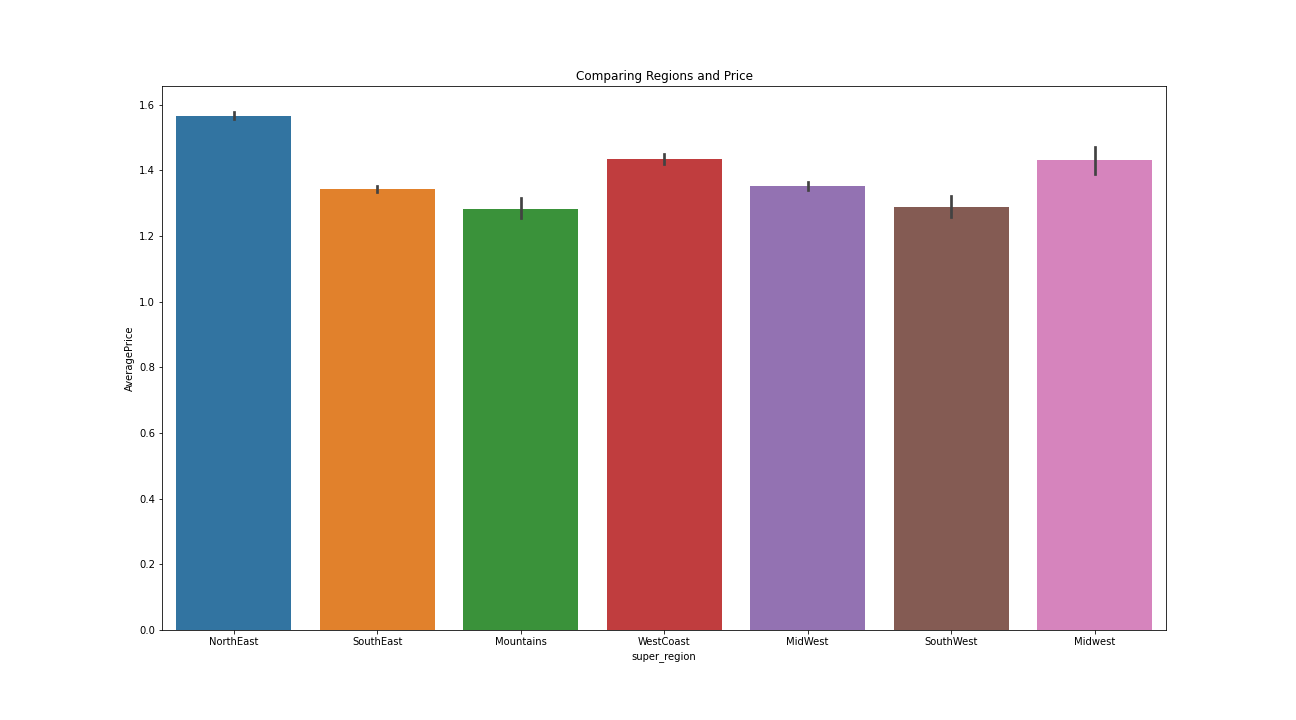 Comparing Regions and Price
1.6
1.4
1.2
1.0
0.8
0.6
0.4
0.2
0.0
AveragePrice
NorthEast SouthEast Mountains WestCoast MidWest SouthWest Midwest
super_region